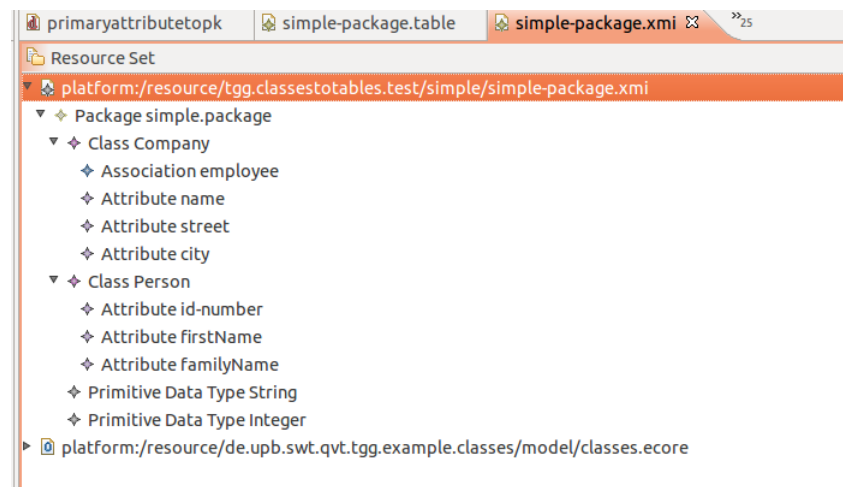 primaryattributetopk simple-package.table simple-package.xmi »25
Resource Set
platform:/resource/tgg.classestotables.test/simple/simple-package.xmi
Package simple.package
Class Company
Association employee
Attribute name
Attribute street
Attribute city
Class Person
Attribute id-number
Attribute firstName
Attribute familyName
Primitive Data Type String
Primitive Data Type Integer
platform:/resource/de.upb.swt.qvt.tgg.example.classes/model/classes.ecore